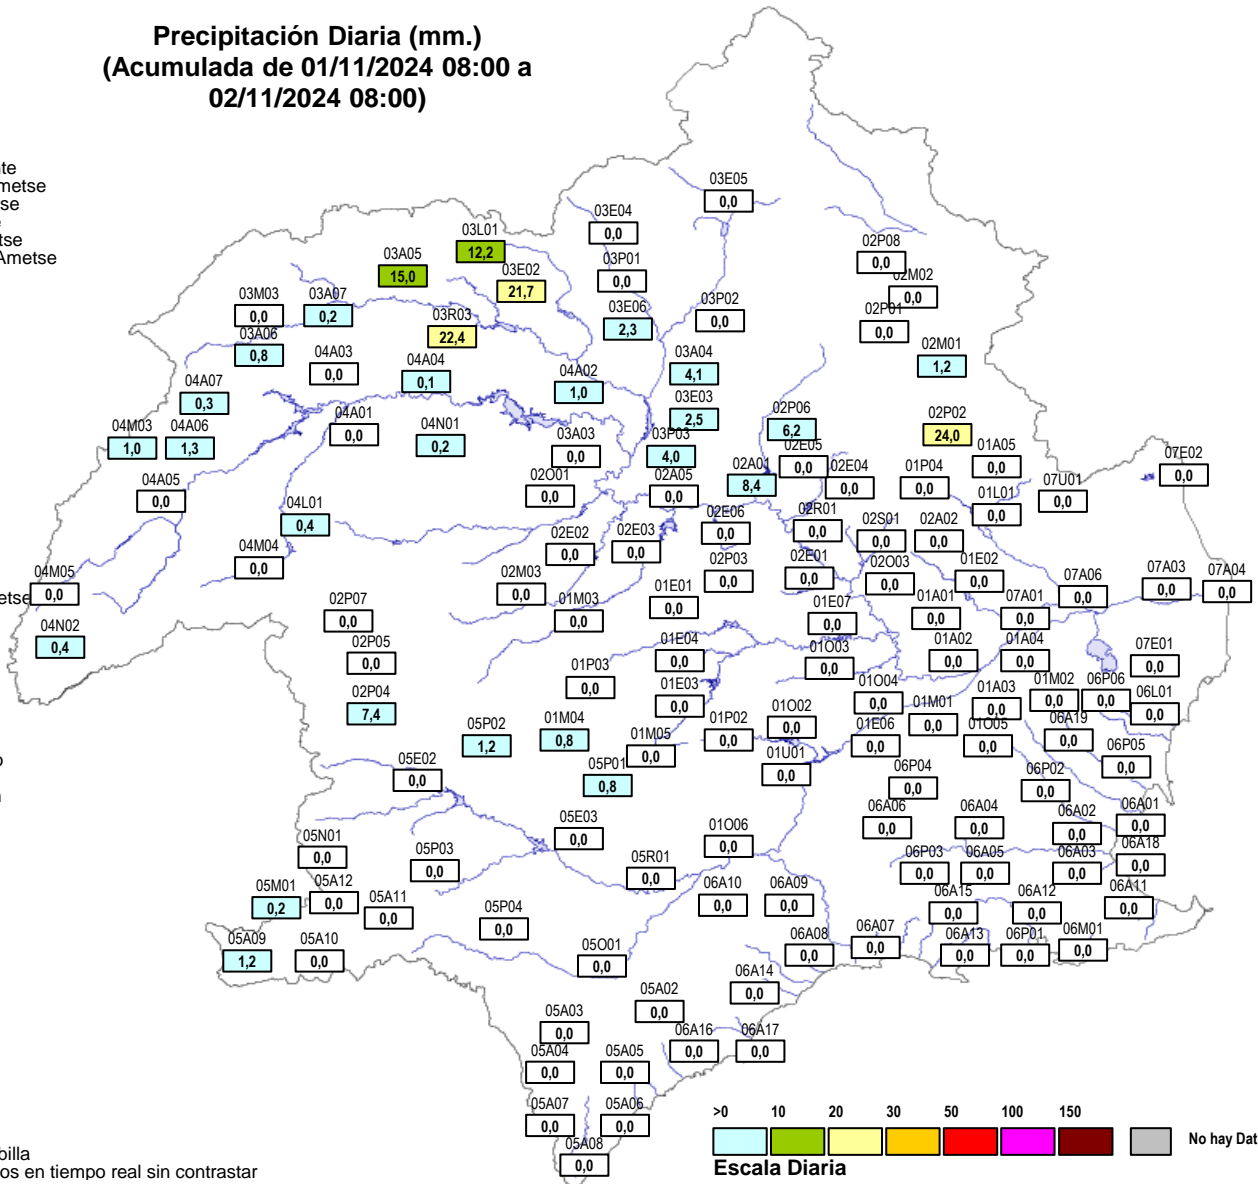 Precipitación Diaria (mm.)
(Acumulada de 01/11/2024 08:00 a
02/11/2024 08:00)
03E05
0,0
03E04
0,0
03L01
12,2
03A05
15,0
03E02
21,7
03P01
0,0
02P08
0,0
02M02
0,0
03M03
0,0
03A07
0,2
03R03
22,4
03E06
2,3
03P02
0,0
02P01
0,0
03A06
0,8
04A03
0,0
04A04
0,1
04A02
1,0
03A04
4,1
02M01
1,2
04A07
0,3
04A01
0,0
04N01
0,2
03E03
2,5
02P06
6,2
02P02
24,0
04M03
1,0
04A06
1,3
03A03
0,0
03P03
4,0
02E05
0,0
01A05
0,0
07E02
0,0
04A05
0,0
02O01
0,0
02A05
0,0
02A01
8,4
02E04
0,0
01P04
0,0
07U01
0,0
04L01
0,4
02E06
0,0
02R01
0,0
01L01
0,0
04M04
0,0
02E02
0,0
02E03
0,0
02S01
0,0
02A02
0,0
04M05
0,0
02M03
0,0
02P03
0,0
02E01
0,0
02O03
0,0
01E02
0,0
07A06
0,0
07A03
0,0
07A04
0,0
02P07
0,0
01M03
0,0
01E01
0,0
01E07
0,0
01A01
0,0
07A01
0,0
04N02
0,4
02P05
0,0
01E04
0,0
01O03
0,0
01A02
0,0
01A04
0,0
07E01
0,0
02P04
7,4
01P03
0,0
01E03
0,0
01O04
0,0
01A03
0,0
01M02
0,0
06P06
0,0
06L01
0,0
05P02
1,2
01M04
0,8
01M05
0,0
01P02
0,0
01O02
0,0
01E06
0,0
01M01
0,0
01O05
0,0
06A19
0,0
05E02
0,0
05P01
0,8
01U01
0,0
06P04
0,0
06P02
0,0
06P05
0,0
05E03
0,0
01O06
0,0
06A06
0,0
06A04
0,0
06A02
0,0
06A01
0,0
05N01
0,0
05P03
0,0
05R01
0,0
06P03
0,0
06A05
0,0
06A03
0,0
06A18
0,0
05M01
0,2
05A12
0,0
05A11
0,0
06A10
0,0
06A09
0,0
06A15
0,0
06A12
0,0
06A11
0,0
05A09
1,2
05A10
0,0
05P04
0,0
05O01
0,0
06A08
0,0
06A07
0,0
06A13
0,0
06P01
0,0
06M01
0,0
05A03
0,0
05A02
0,0
06A14
0,0
05A04
0,0
05A05
0,0
06A16
0,0
06A17
0,0
05A07
0,0
05A06
0,0
05A08
0,0
>0 10 20 30 50 100 150
No hay Dat
Escala Diaria
nte
metse
tse
Ametse
etse
billa
os en tiempo real sin contrastar